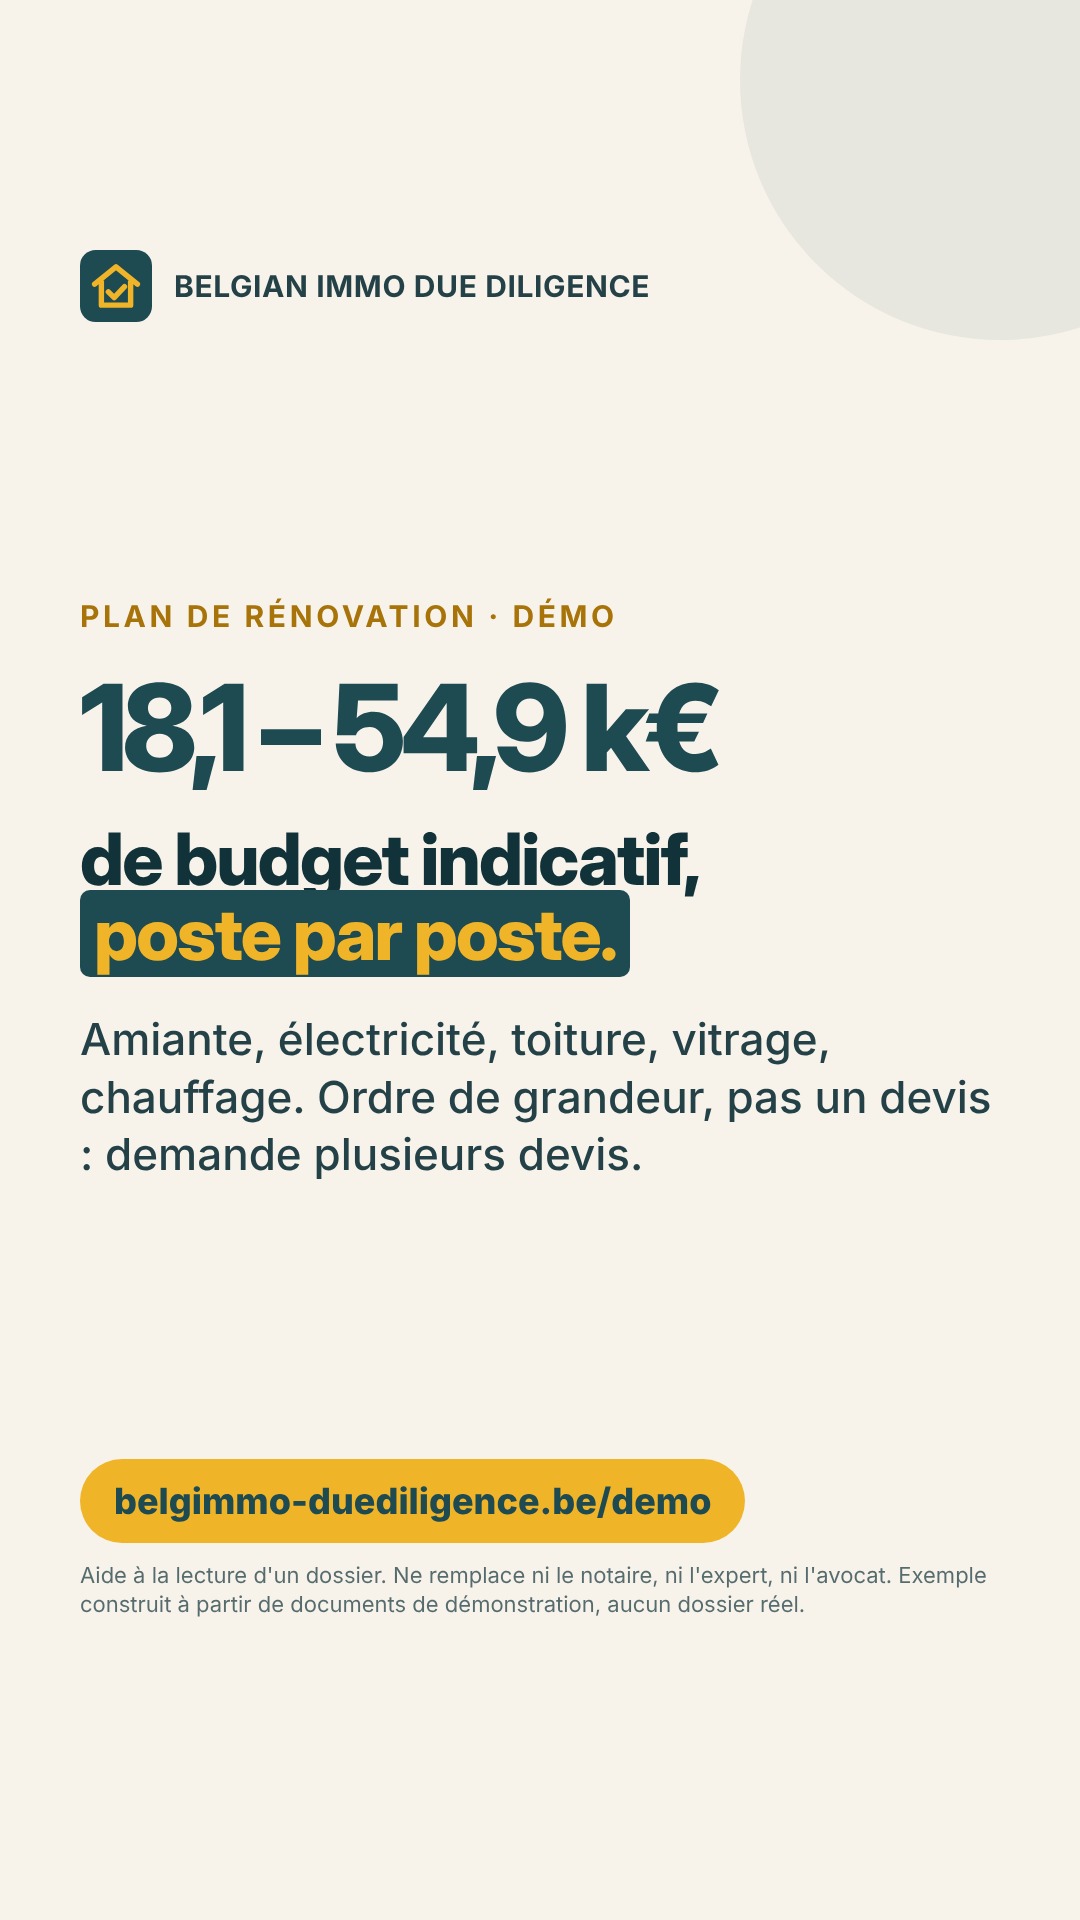 BELGIAN IMMO DUE DILIGENCE
PLAN DE RÉNOVATION · DÉMO
18,1 – 54,9 k€
de budget indicatif,
poste par poste.
Amiante, électricité, toiture, vitrage,
chauffage. Ordre de grandeur, pas un devis
: demande plusieurs devis.
belgimmo-duediligence.be/demo
Aide à la lecture d'un dossier. Ne remplace ni le notaire, ni l'expert, ni l'avocat. Exemple
construit à partir de documents de démonstration, aucun dossier réel.